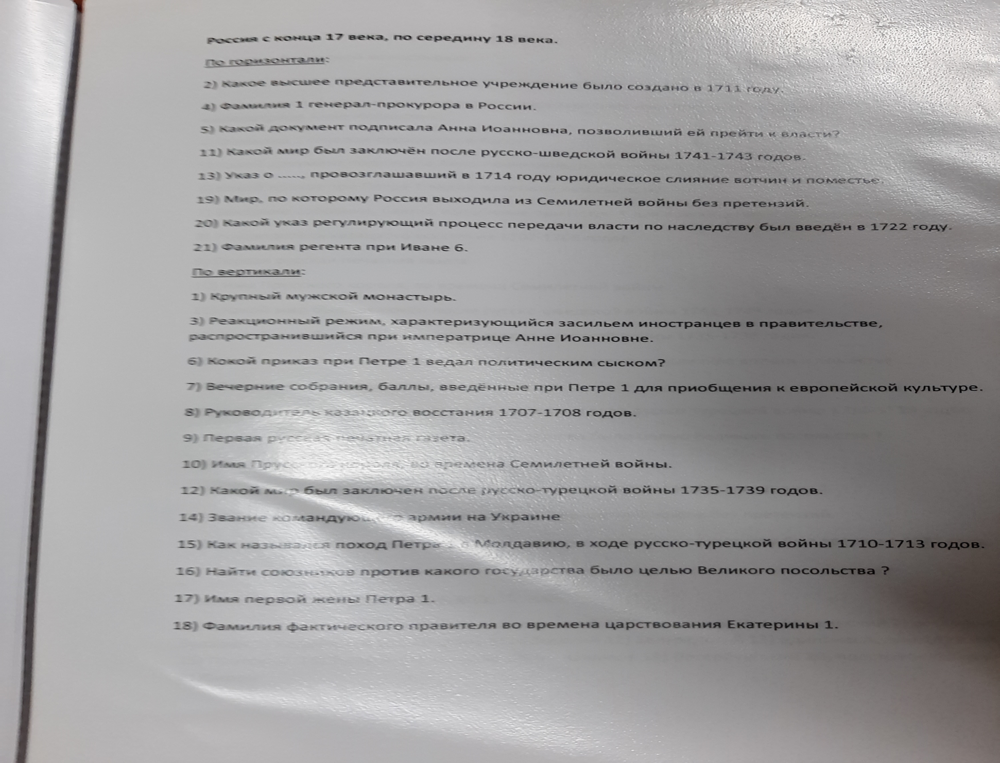 Россия с конца 17 века, по середину 18 века.
По горизонтали:
2) Какое высшее представительное учреждение было создано в 1711 году.
4) Фамилия 1 генерал-прокурора в России.
5) Какой документ подписала Анна Иоанновна, позволивший ей прейти к власти?
11) Какой мир был заключён после русско-шведской войны 1741-1743 годов.
13) Указ о ....., провозглашавший в 1714 году юридическое слияние вотчин и поместье.
19) Мир, по которому Россия выходила из Семилетней войны без претензий.
20) Какой указ регулирующий процесс передачи власти по наследству был введён в 1722 году.
21) Фамилия регента при Иване 6.
По вертикали:
1) Крупный мужской монастырь.
3) Реакционный режим, характеризующийся засильем иностранцев в правительстве,
распространившийся при императрице Анне Иоанновне.
6) Кокой приказ при Петре 1 ведал политическим сыском?
7) Вечерние собрания, баллы, введённые при Петре 1 для приобщения к европейской культуре.
8) Руководитель казацкого восстания 1707-1708 годов.
9) Первая русская печатная газета.
10) Имя Прусского короля, во времена Семилетней войны.
12) Какой мир был заключен после русско-турецкой войны 1735-1739 годов.
14) Звание командующего армии на Украине
15) Как назывался поход Петра 1 в Молдавию, в ходе русско-турецкой войны 1710-1713 годов.
16) Найти союзников против какого государства было целью Великого посольства ?
17) Имя первой жены Петра 1.
18) Фамилия фактического правителя во времена царствования Екатерины 1.